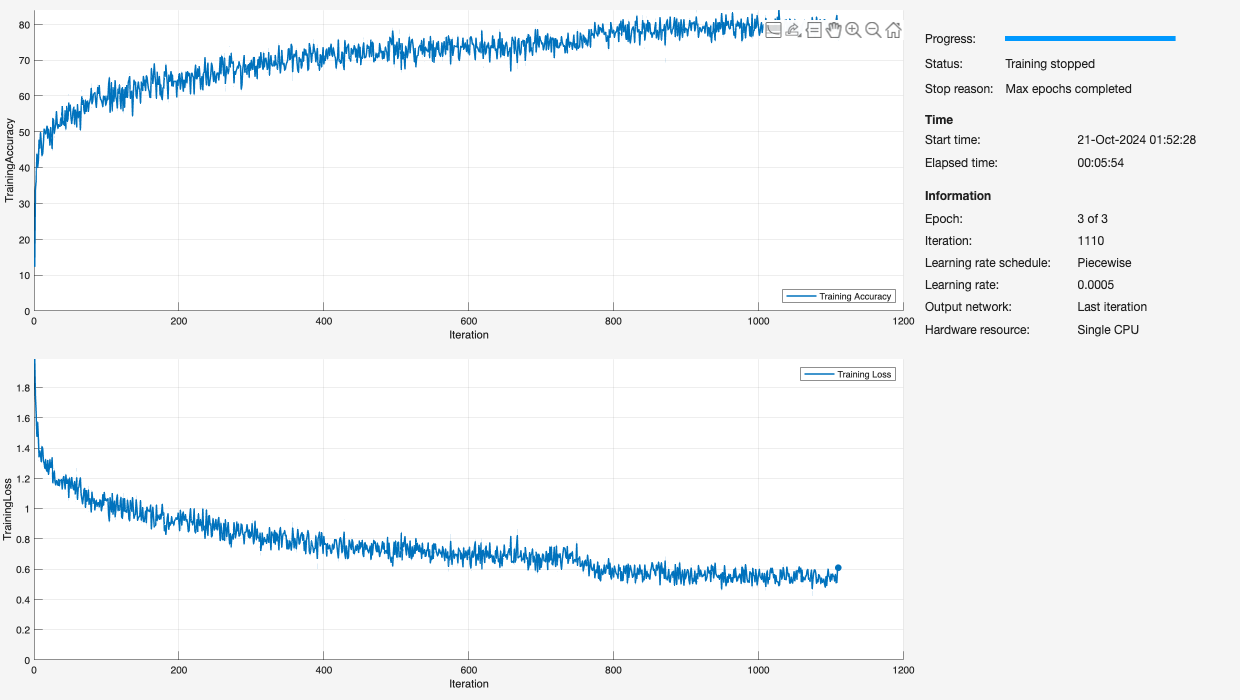 80
70
60
50
40
30
20
10
0
TrainingAccuracy
Training Accuracy
0 200 400 600 800 1000 1200
Iteration
1.8
1.6
1.4
1.2
1
0.8
0.6
0.4
0.2
0
TrainingLoss
Training Loss
0 200 400 600 800 1000 1200
Iteration
Progress:
Status: Training stopped
Stop reason: Max epochs completed
Time
Start time: 21-Oct-2024 01:52:28
Elapsed time: 00:05:54
Information
Epoch: 3 of 3
Iteration: 1110
Learning rate schedule: Piecewise
Learning rate: 0.0005
Output network: Last iteration
Hardware resource: Single CPU